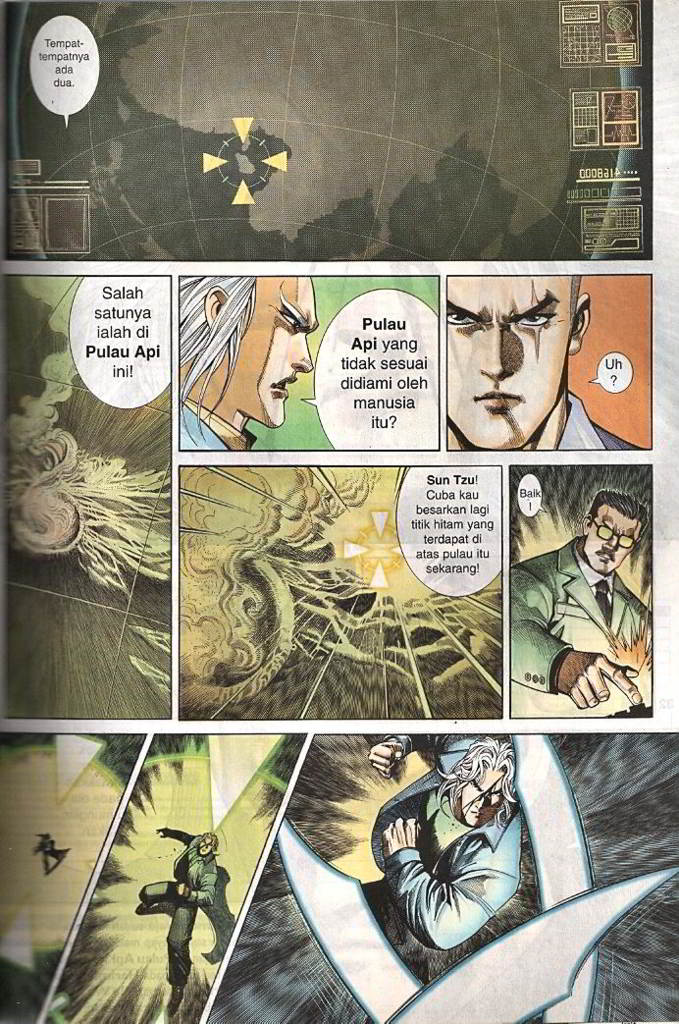 Tempat-
tempatnya
ada
dua.
4168000
Salah
satunya
ialah di
Pulau Api
ini!
Pulau
Api yang
tidak sesuai
didiami oleh
manusia
itu?
Uh
?
Sun Tzu!
Cuba kau
besarkan lagi
titik hitam yang
terdapat di
atas pulau itu
sekarang!
Baik
!